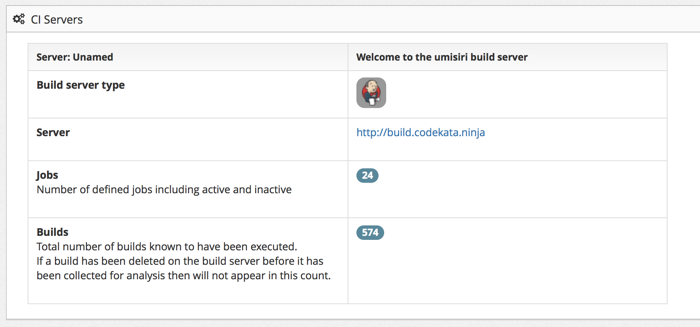 CI Servers
Server: Unamed
Welcome to the umisiri build server
Build server type
Server
http://build.codekata.ninja
Jobs
24
Number of defined jobs including active and inactive
Builds
574
Total number of builds known to have been executed.
If a build has been deleted on the build server before it has
been collected for analysis then will not appear in this count.